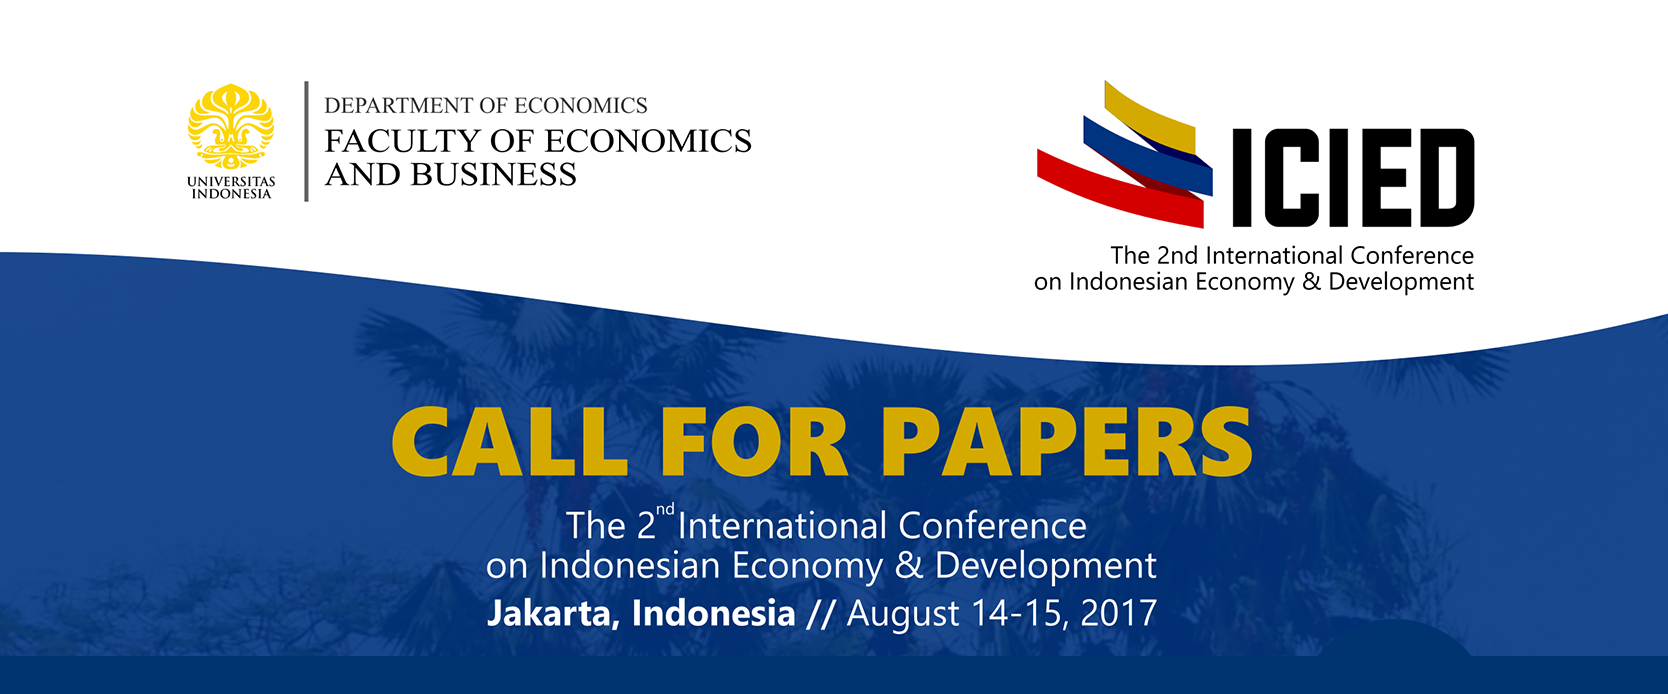 UNIVERSITAS
INDONESIA
DEPARTMENT OF ECONOMICS
FACULTY OF ECONOMICS
AND BUSINESS
ICIED
The 2nd International Conference
on Indonesian Economy & Development
CALL FOR PAPERS
The 2nd International Conference
on Indonesian Economy & Development
Jakarta, Indonesia // August 14-15, 2017